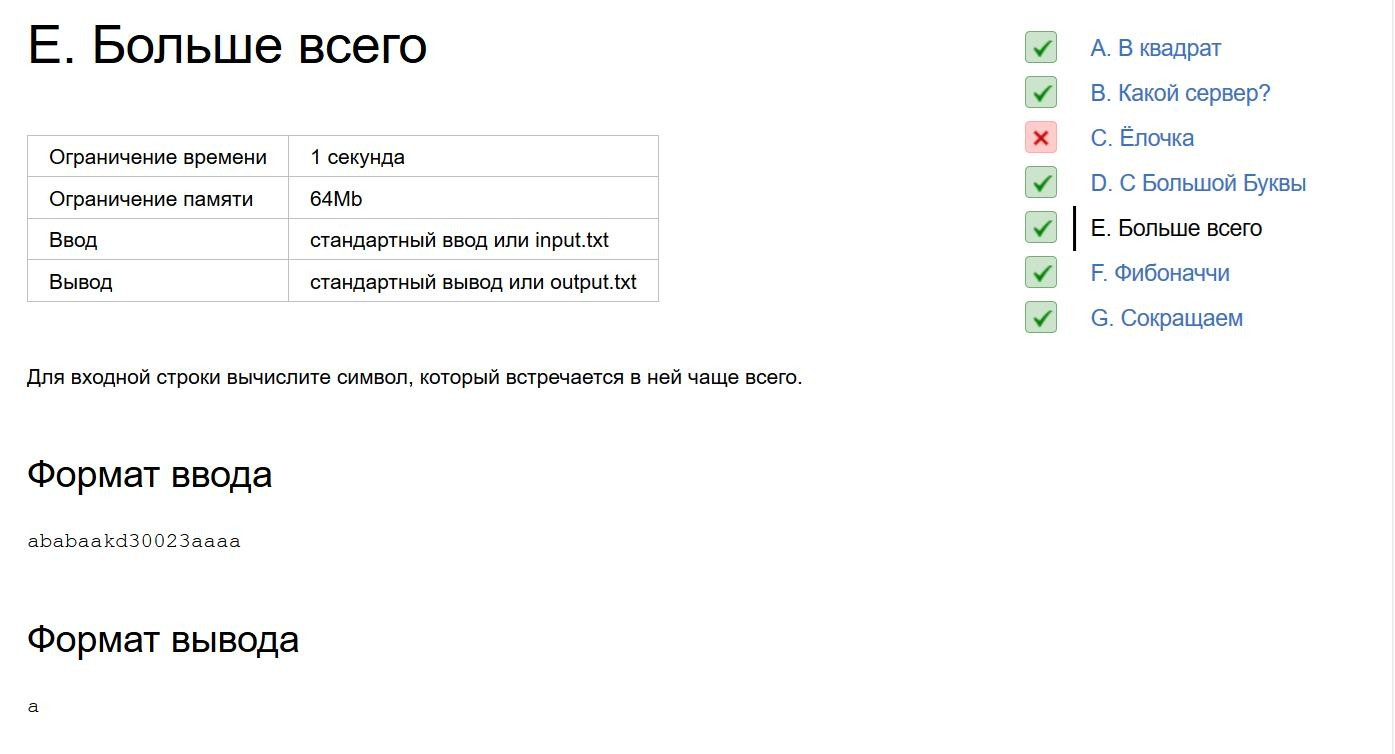 E. Больше всего
Ограничение времени 1 секунда
Ограничение памяти 64Mb
Ввод стандартный ввод или input.txt
Вывод стандартный вывод или output.txt
Для входной строки вычислите символ, который встречается в ней чаще всего.
Формат ввода
ababaakd30023aaaa
Формат вывода
a
A. В квадрат
B. Какой сервер?
C. Ёлочка
D. С Большой Буквы
E. Больше всего
F. Фибоначчи
G. Сокращаем